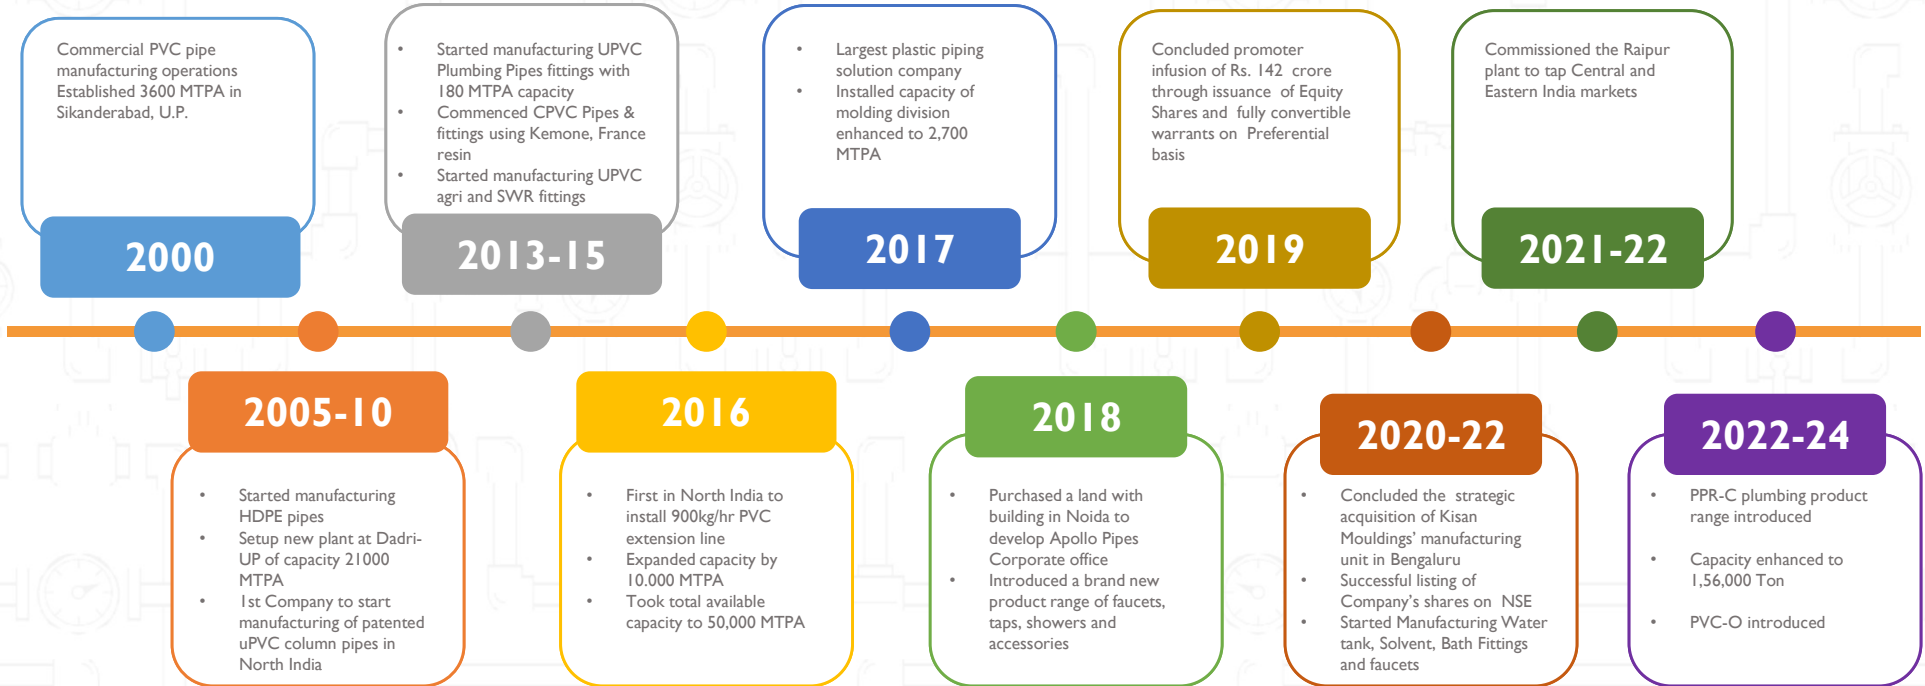 Commercial PVC pipe
manufacturing operations
Established 3600 MTPA in
Sikanderabad, U.P.
2000
• Started manufacturing UPVC
Plumbing Pipes fittings with
180 MTPA capacity
• Commenced CPVC Pipes &
fittings using Kemone, France
resin
• Started manufacturing UPVC
agri and SWR fittings
2013-15
• Largest plastic piping
solution company
• Installed capacity of
molding division
enhanced to 2,700
MTPA
2017
Concluded promoter
infusion of Rs. 142 crore
through issuance of Equity
Shares and fully convertible
warrants on Preferential
basis
2019
Commissioned the Raipur
plant to tap Central and
Eastern India markets
2021-22
2005-10
• Started manufacturing
HDPE pipes
• Setup new plant at Dadri-
UP of capacity 21000
MTPA
• 1st Company to start
manufacturing of patented
uPVC column pipes in
North India
2016
• First in North India to
install 900kg/hr PVC
extension line
• Expanded capacity by
10.000 MTPA
• Took total available
capacity to 50,000 MTPA
2018
• Purchased a land with
building in Noida to
develop Apollo Pipes
Corporate office
• Introduced a brand new
product range of faucets,
taps, showers and
accessories
2020-22
• Concluded the strategic
acquisition of Kisan
Mouldings' manufacturing
unit in Bengaluru
• Successful listing of
Company's shares on NSE
• Started Manufacturing Water
tank, Solvent, Bath Fittings
and faucets
2022-24
• PPR-C plumbing product
range introduced
• Capacity enhanced to
1,56,000 Ton
• PVC-O introduced